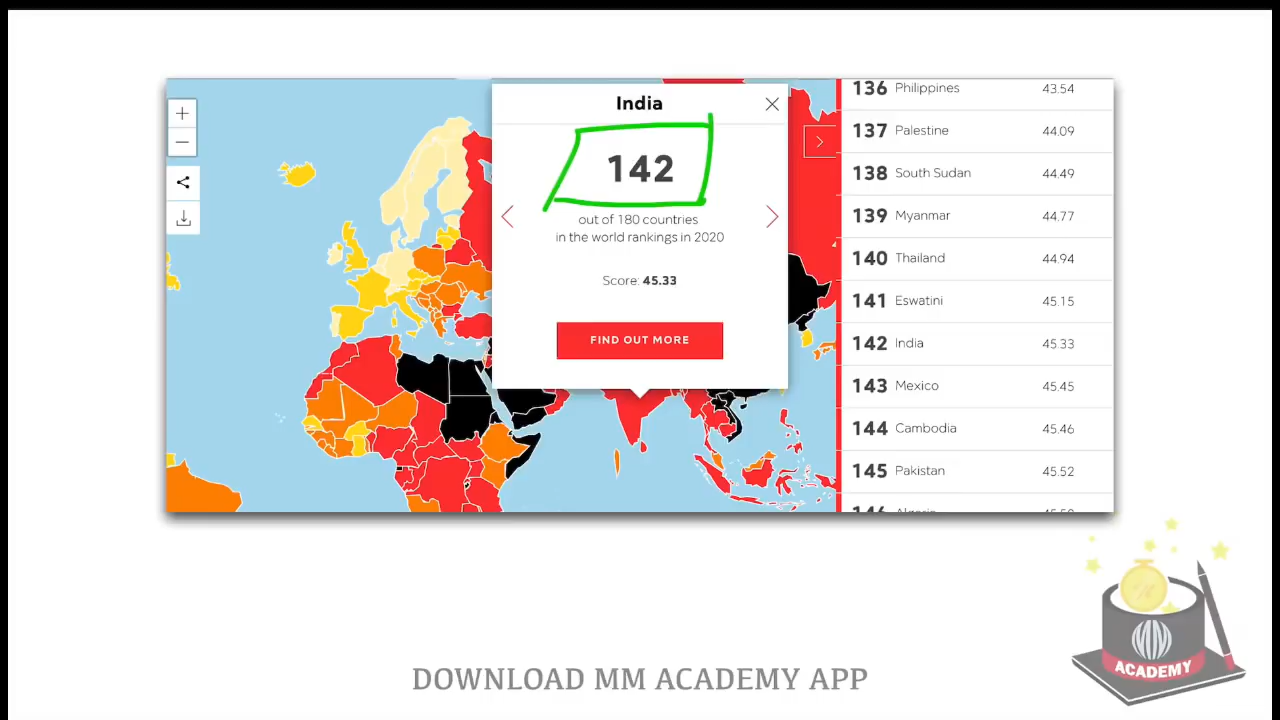 India
142
out of 180 countries
in the world rankings in 2020
Score: 45.33
FIND OUT MORE
136 Philippines 43.54
137 Palestine 44.09
138 South Sudan 44.49
139 Myanmar 44.77
140 Thailand 44.94
141 Eswatini 45.15
142 India 45.33
143 Mexico 45.45
144 Cambodia 45.46
145 Pakistan 45.52
MM
ACADEMY
DOWNLOAD MM ACADEMY APP